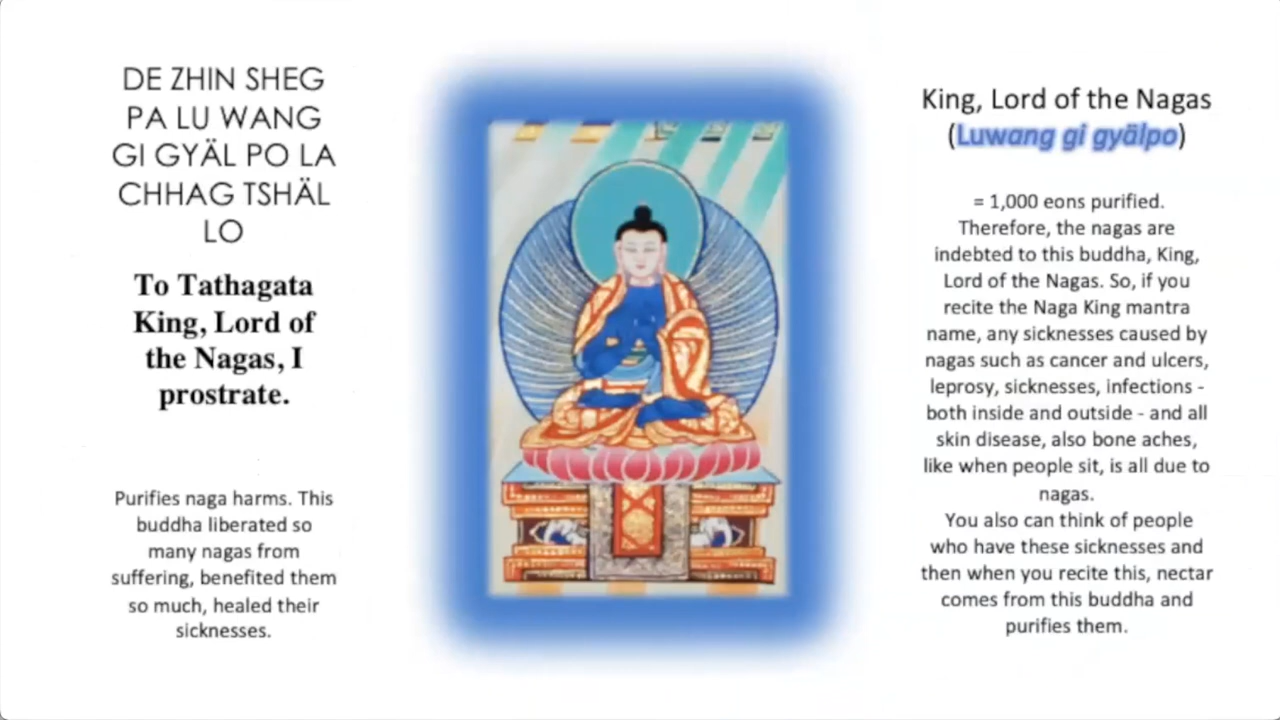 DE ZHIN SHEG
PA LU WANG
GI GYÄL PO LA
CHHAG TSHÄL
LO
To Tathagata
King, Lord of
the Nagas, I
prostrate.
Purifies naga harms. This
buddha liberated so
many nagas from
suffering, benefited them
so much, healed their
sicknesses.
King, Lord of the Nagas
(Luwang gi gyälpo)
= 1,000 eons purified.
Therefore, the nagas are
indebted to this buddha, King,
Lord of the Nagas. So, if you
recite the Naga King mantra
name, any sicknesses caused by
nagas such as cancer and ulcers,
leprosy, sicknesses, infections -
both inside and outside - and all
skin disease, also bone aches,
like when people sit, is all due to
nagas.
You also can think of people
who have these sicknesses and
then when you recite this, nectar
comes from this buddha and
purifies them.